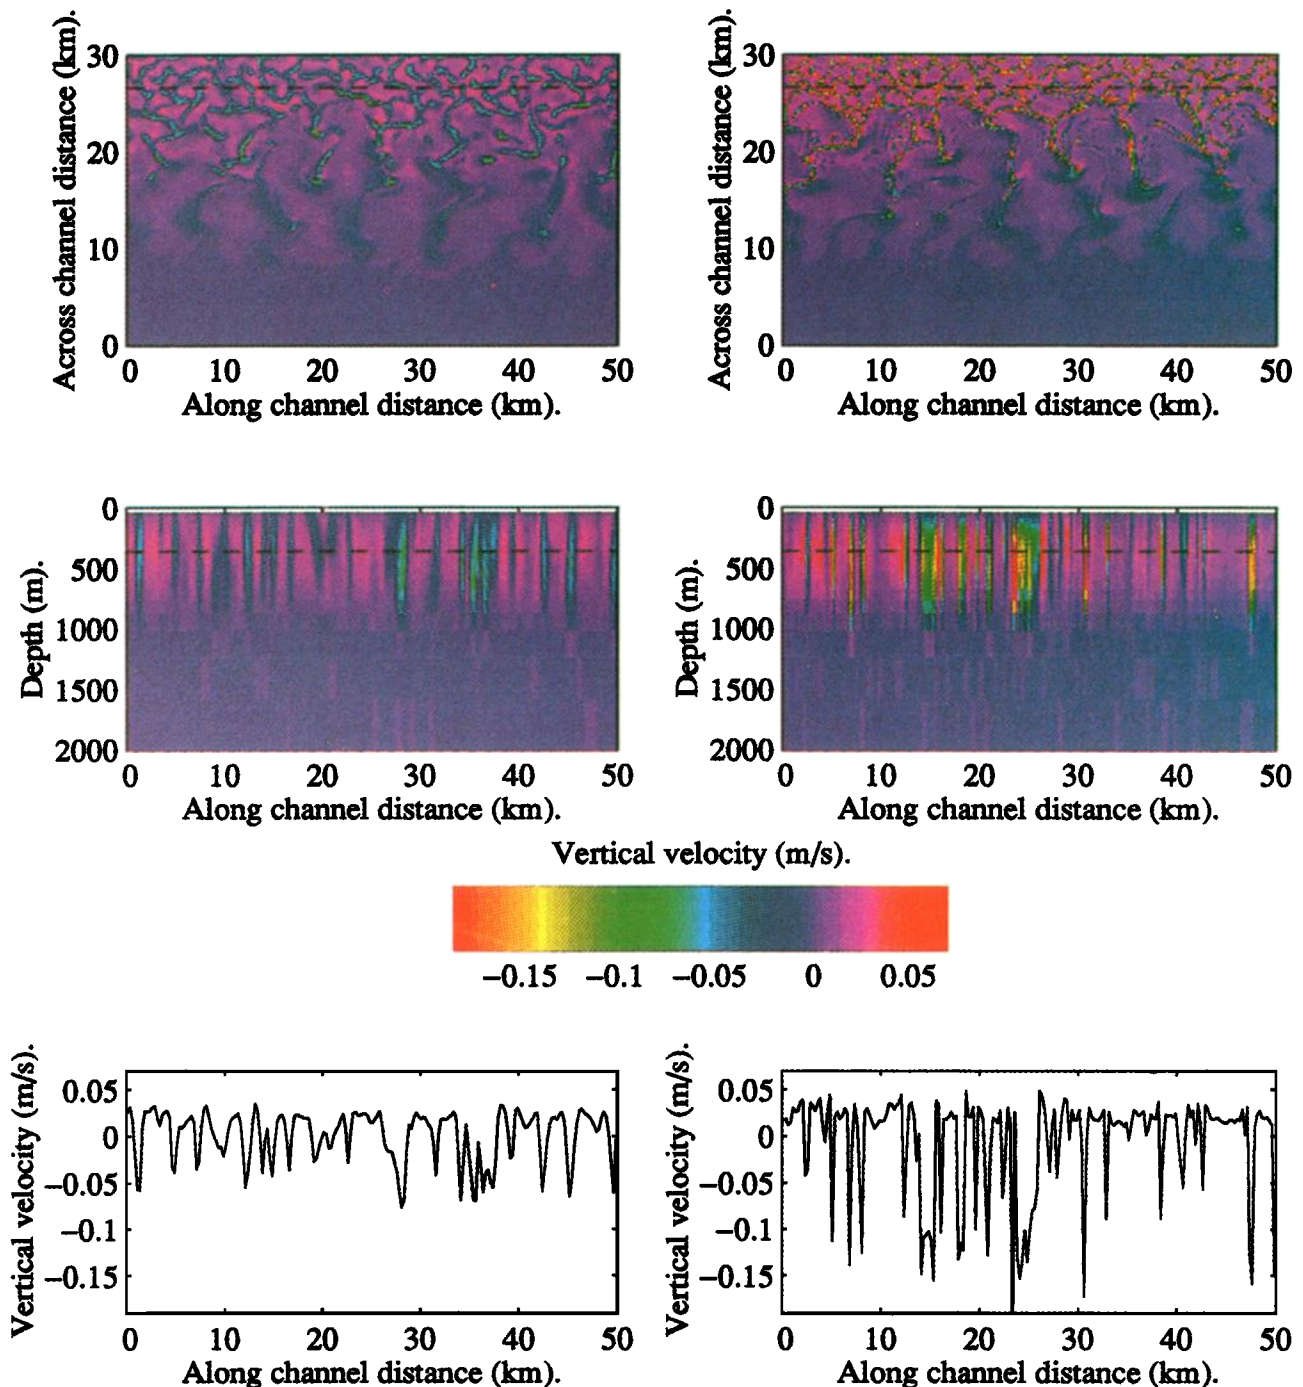 Across channel distance (km).
30
20
10
0
0 10 20 30 40 50
Along channel distance (km).
Across channel distance (km).
30
20
10
0
0 10 20 30 40 50
Along channel distance (km).
Depth (m).
0
500
1000
1500
2000
0 10 20 30 40 50
Along channel distance (km).
Depth (m).
0
500
1000
1500
2000
0 10 20 30 40 50
Along channel distance (km).
Vertical velocity (m/s).
−0.15 −0.1 −0.05 0 0.05
Vertical velocity (m/s).
0.05
0
−0.05
−0.1
−0.15
0 10 20 30 40 50
Along channel distance (km).
Vertical velocity (m/s).
0.05
0
−0.05
−0.1
−0.15
0 10 20 30 40 50
Along channel distance (km).